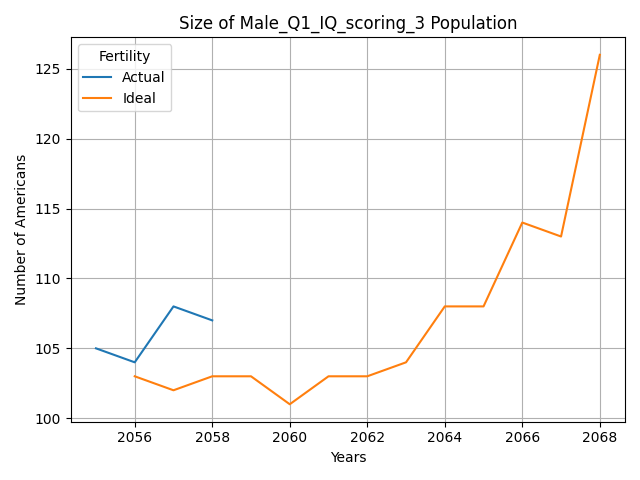 Size of Male_Q1_IQ_scoring_3 Population
Fertility
Actual
Ideal
Number of Americans
125
120
115
110
105
100
2056 2058 2060 2062 2064 2066 2068
Years